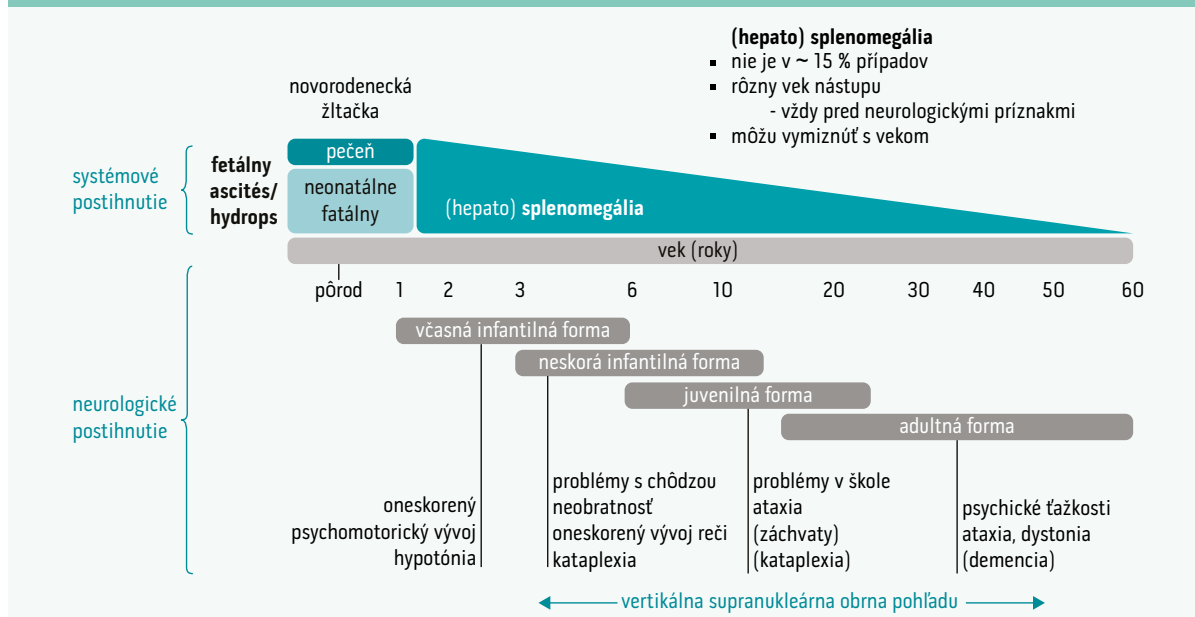 (hepato) splenomegália
▪ nie je v ~ 15 % případov
▪ rôzny vek nástupu
- vždy pred neurologickými príznakmi
▪ môžu vymiznúť s vekom
novorodenecká
žltačka
systémové
postihnutie
fetálny
ascités/
hydrops
pečeň
neonatálne
fatálny
(hepato) splenomegália
vek (roky)
pôrod 1 2 3 6 10 20 30 40 50 60
neurologické
postihnutie
včasná infantilná forma
neskorá infantilná forma
juvenilná forma
adultná forma
oneskorený
psychomotorický vývoj
hypotónia
problémy s chôdzou
neobratnosť
oneskorený vývoj reči
kataplexia
problémy v škole
ataxia
(záchvaty)
(kataplexia)
psychické ťažkosti
ataxia, dystonia
(demencia)
vertikálna supranukleárna obrna pohľadu